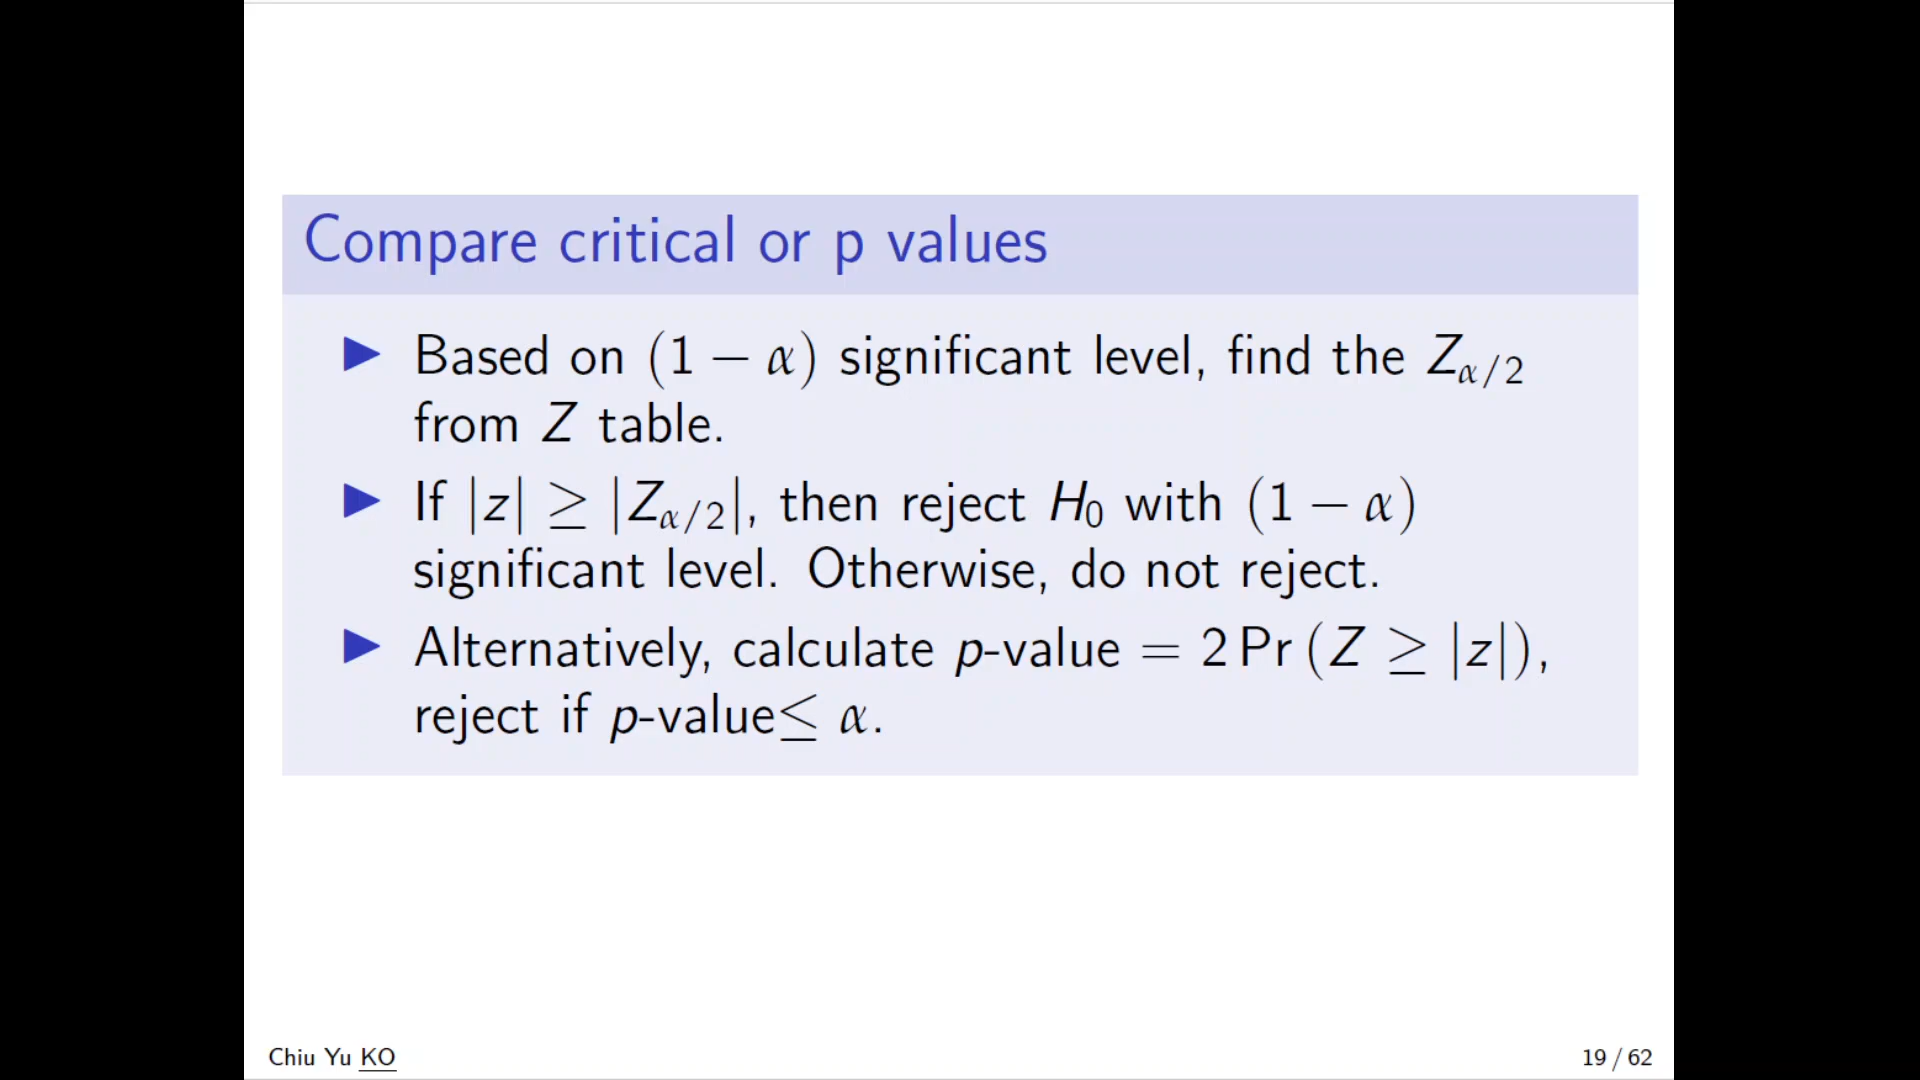 Compare critical or p values
▶ Based on (1 − α) significant level, find the Z_{α/2}
from Z table.
▶ If |z| ≥ |Z_{α/2}|, then reject H_0 with (1 − α)
significant level. Otherwise, do not reject.
▶ Alternatively, calculate p-value = 2 Pr (Z ≥ |z|),
reject if p-value≤ α.
Chiu Yu KO
19 / 62